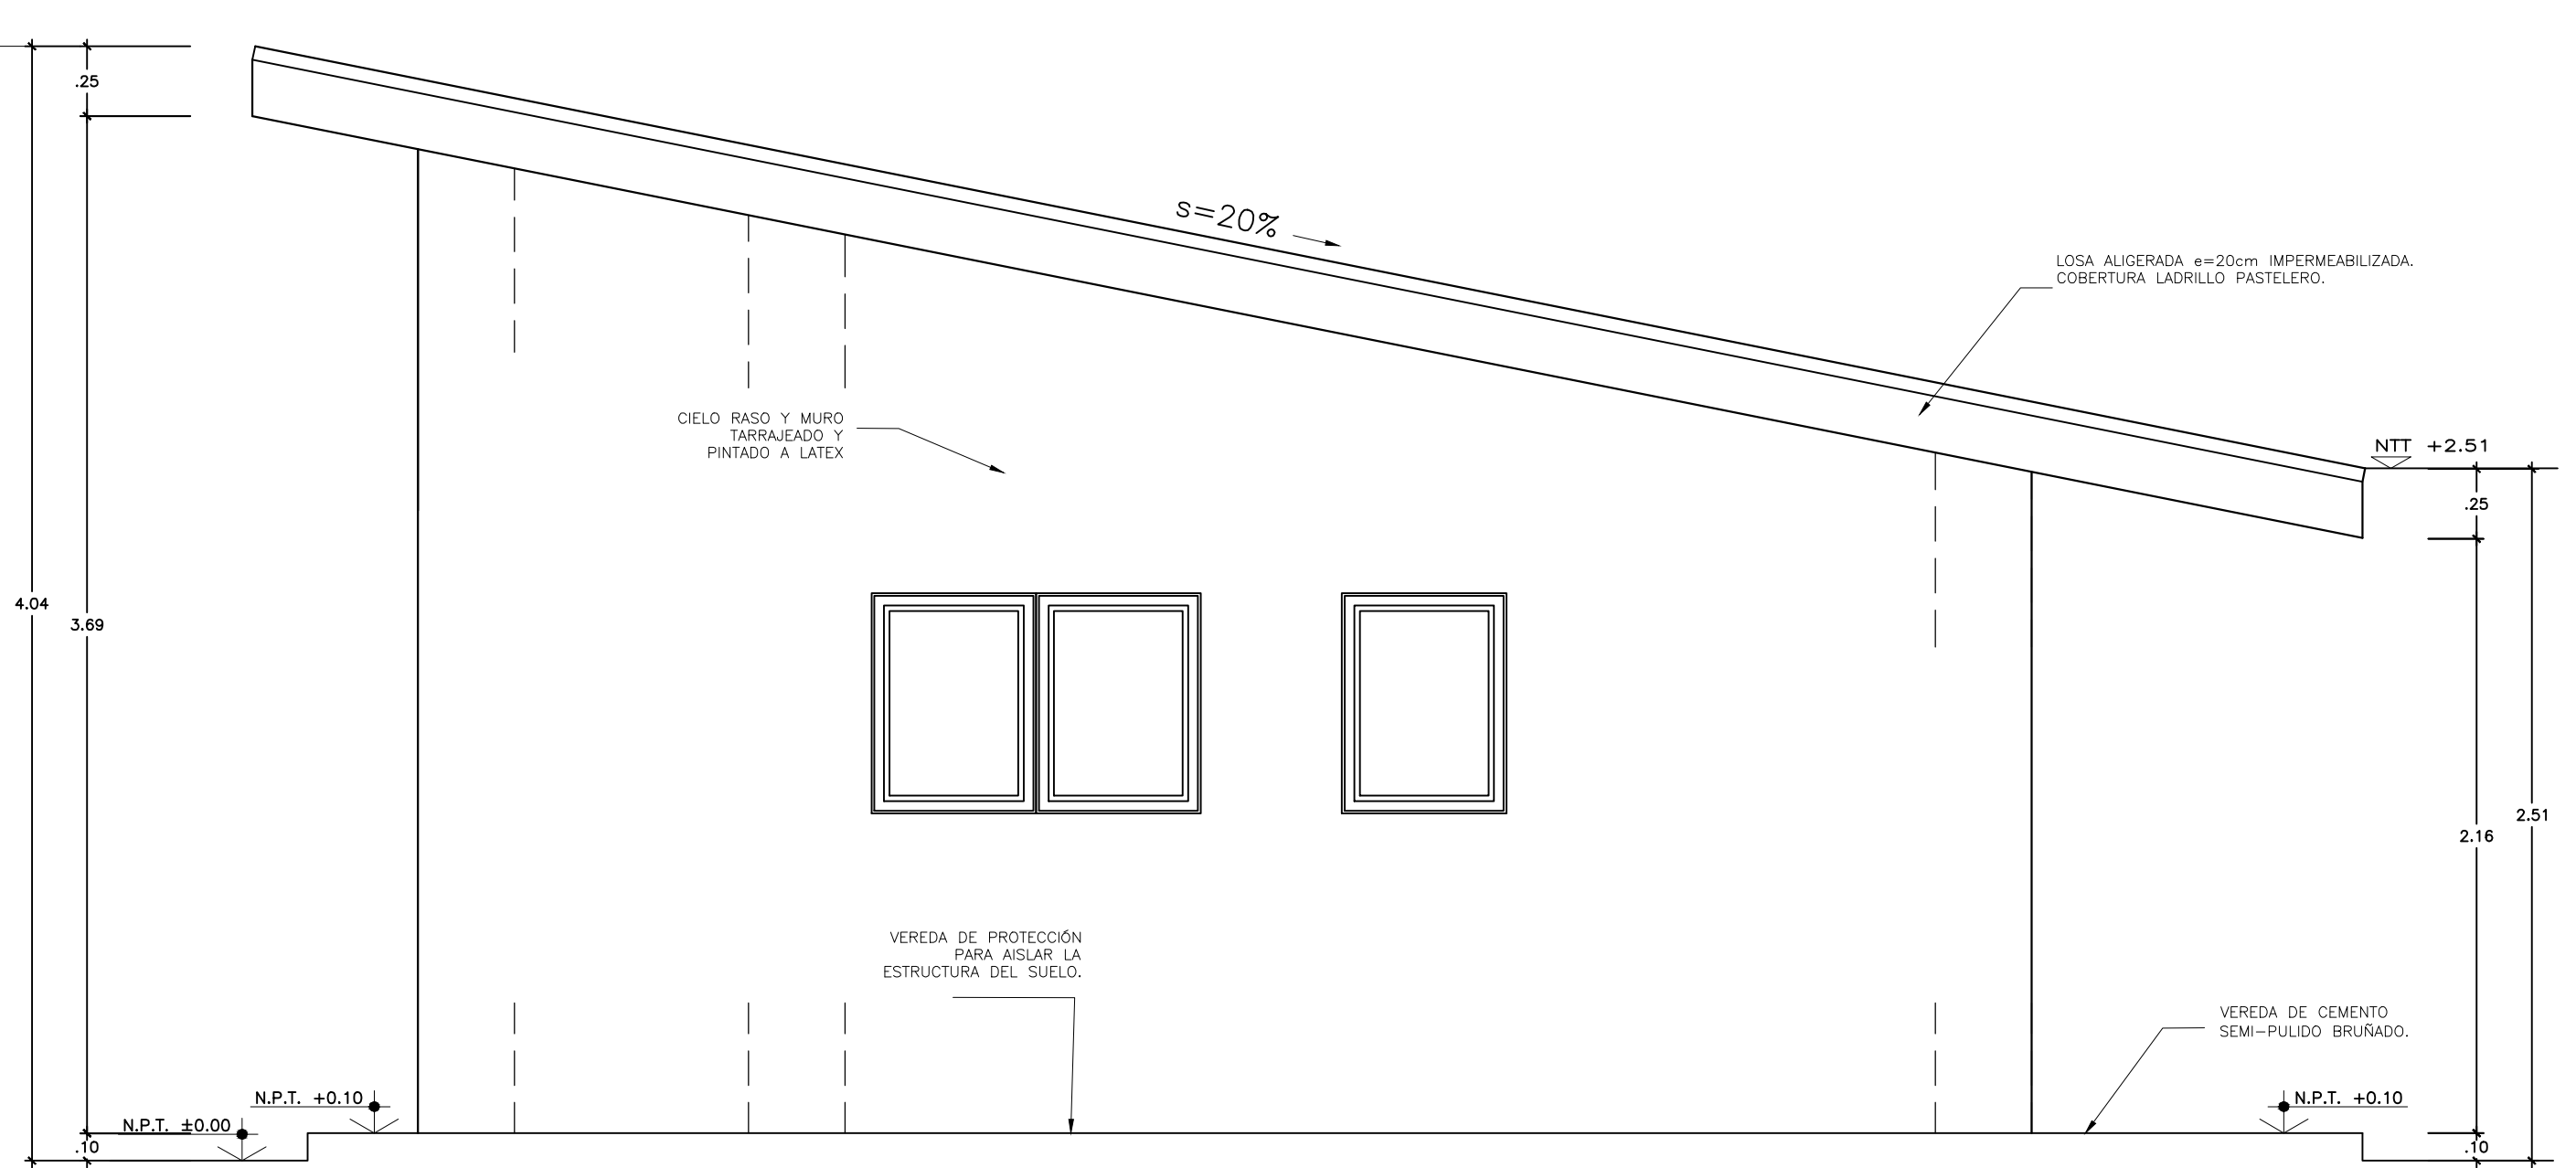 .25
s=20%
LOSA ALIGERADA e=20cm IMPERMEABILIZADA.
COBERTURA LADRILLO PASTELERO.
CIELO RASO Y MURO
TARRAJEADO Y
PINTADO A LATEX
NTT +2.51
.25
4.04
3.69
2.51
2.16
VEREDA DE PROTECCIÓN
PARA AISLAR LA
ESTRUCTURA DEL SUELO.
VEREDA DE CEMENTO
SEMI-PULIDO BRUÑADO.
N.P.T. +0.10
N.P.T. +0.10
N.P.T. ±0.00
.10
.10